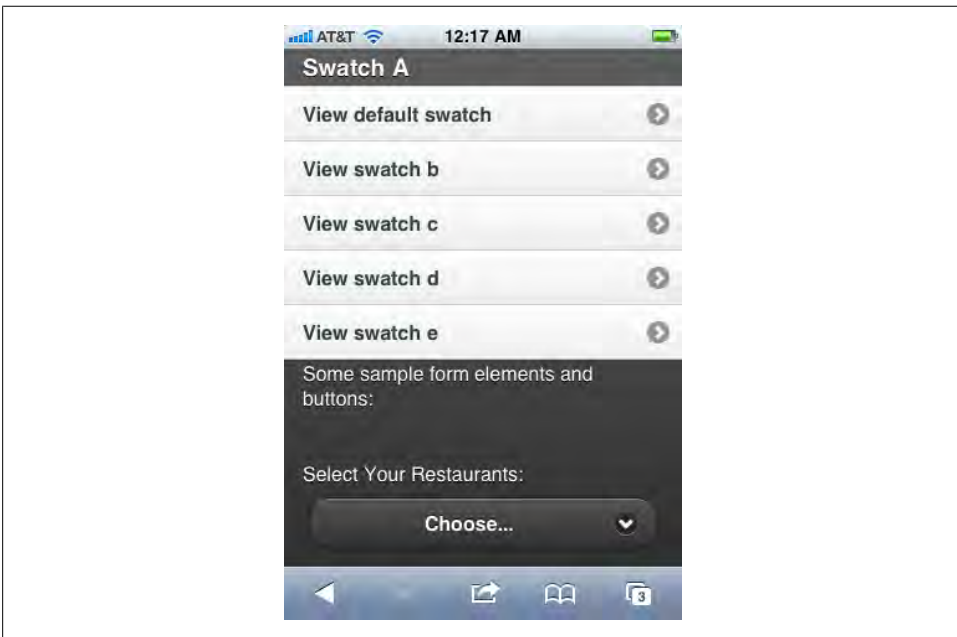 AT&T 12:17 AM
Swatch A
View default swatch
View swatch b
View swatch c
View swatch d
View swatch e
Some sample form elements and
buttons:
Select Your Restaurants:
Choose...
3